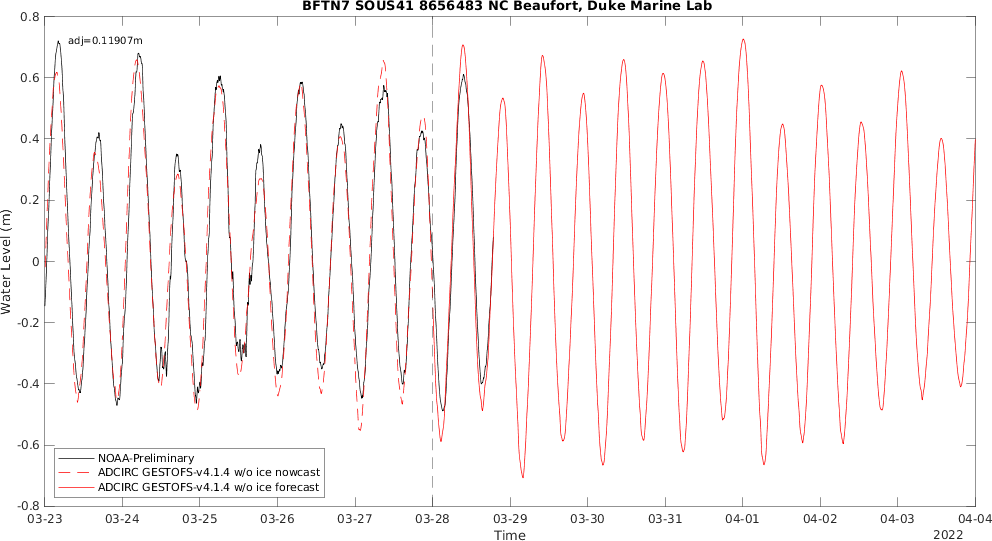 BFTN7 SOUS41 8656483 NC Beaufort, Duke Marine Lab
adj=0.11907m
0.8
0.6
0.4
0.2
0
-0.2
-0.4
-0.6
-0.8
Water Level (m)
NOAA-Preliminary
ADCIRC GESTOFS-v4.1.4 w/o ice nowcast
ADCIRC GESTOFS-v4.1.4 w/o ice forecast
03-23 03-24 03-25 03-26 03-27 03-28 03-29 03-30 03-31 04-01 04-02 04-03 04-04
Time
2022